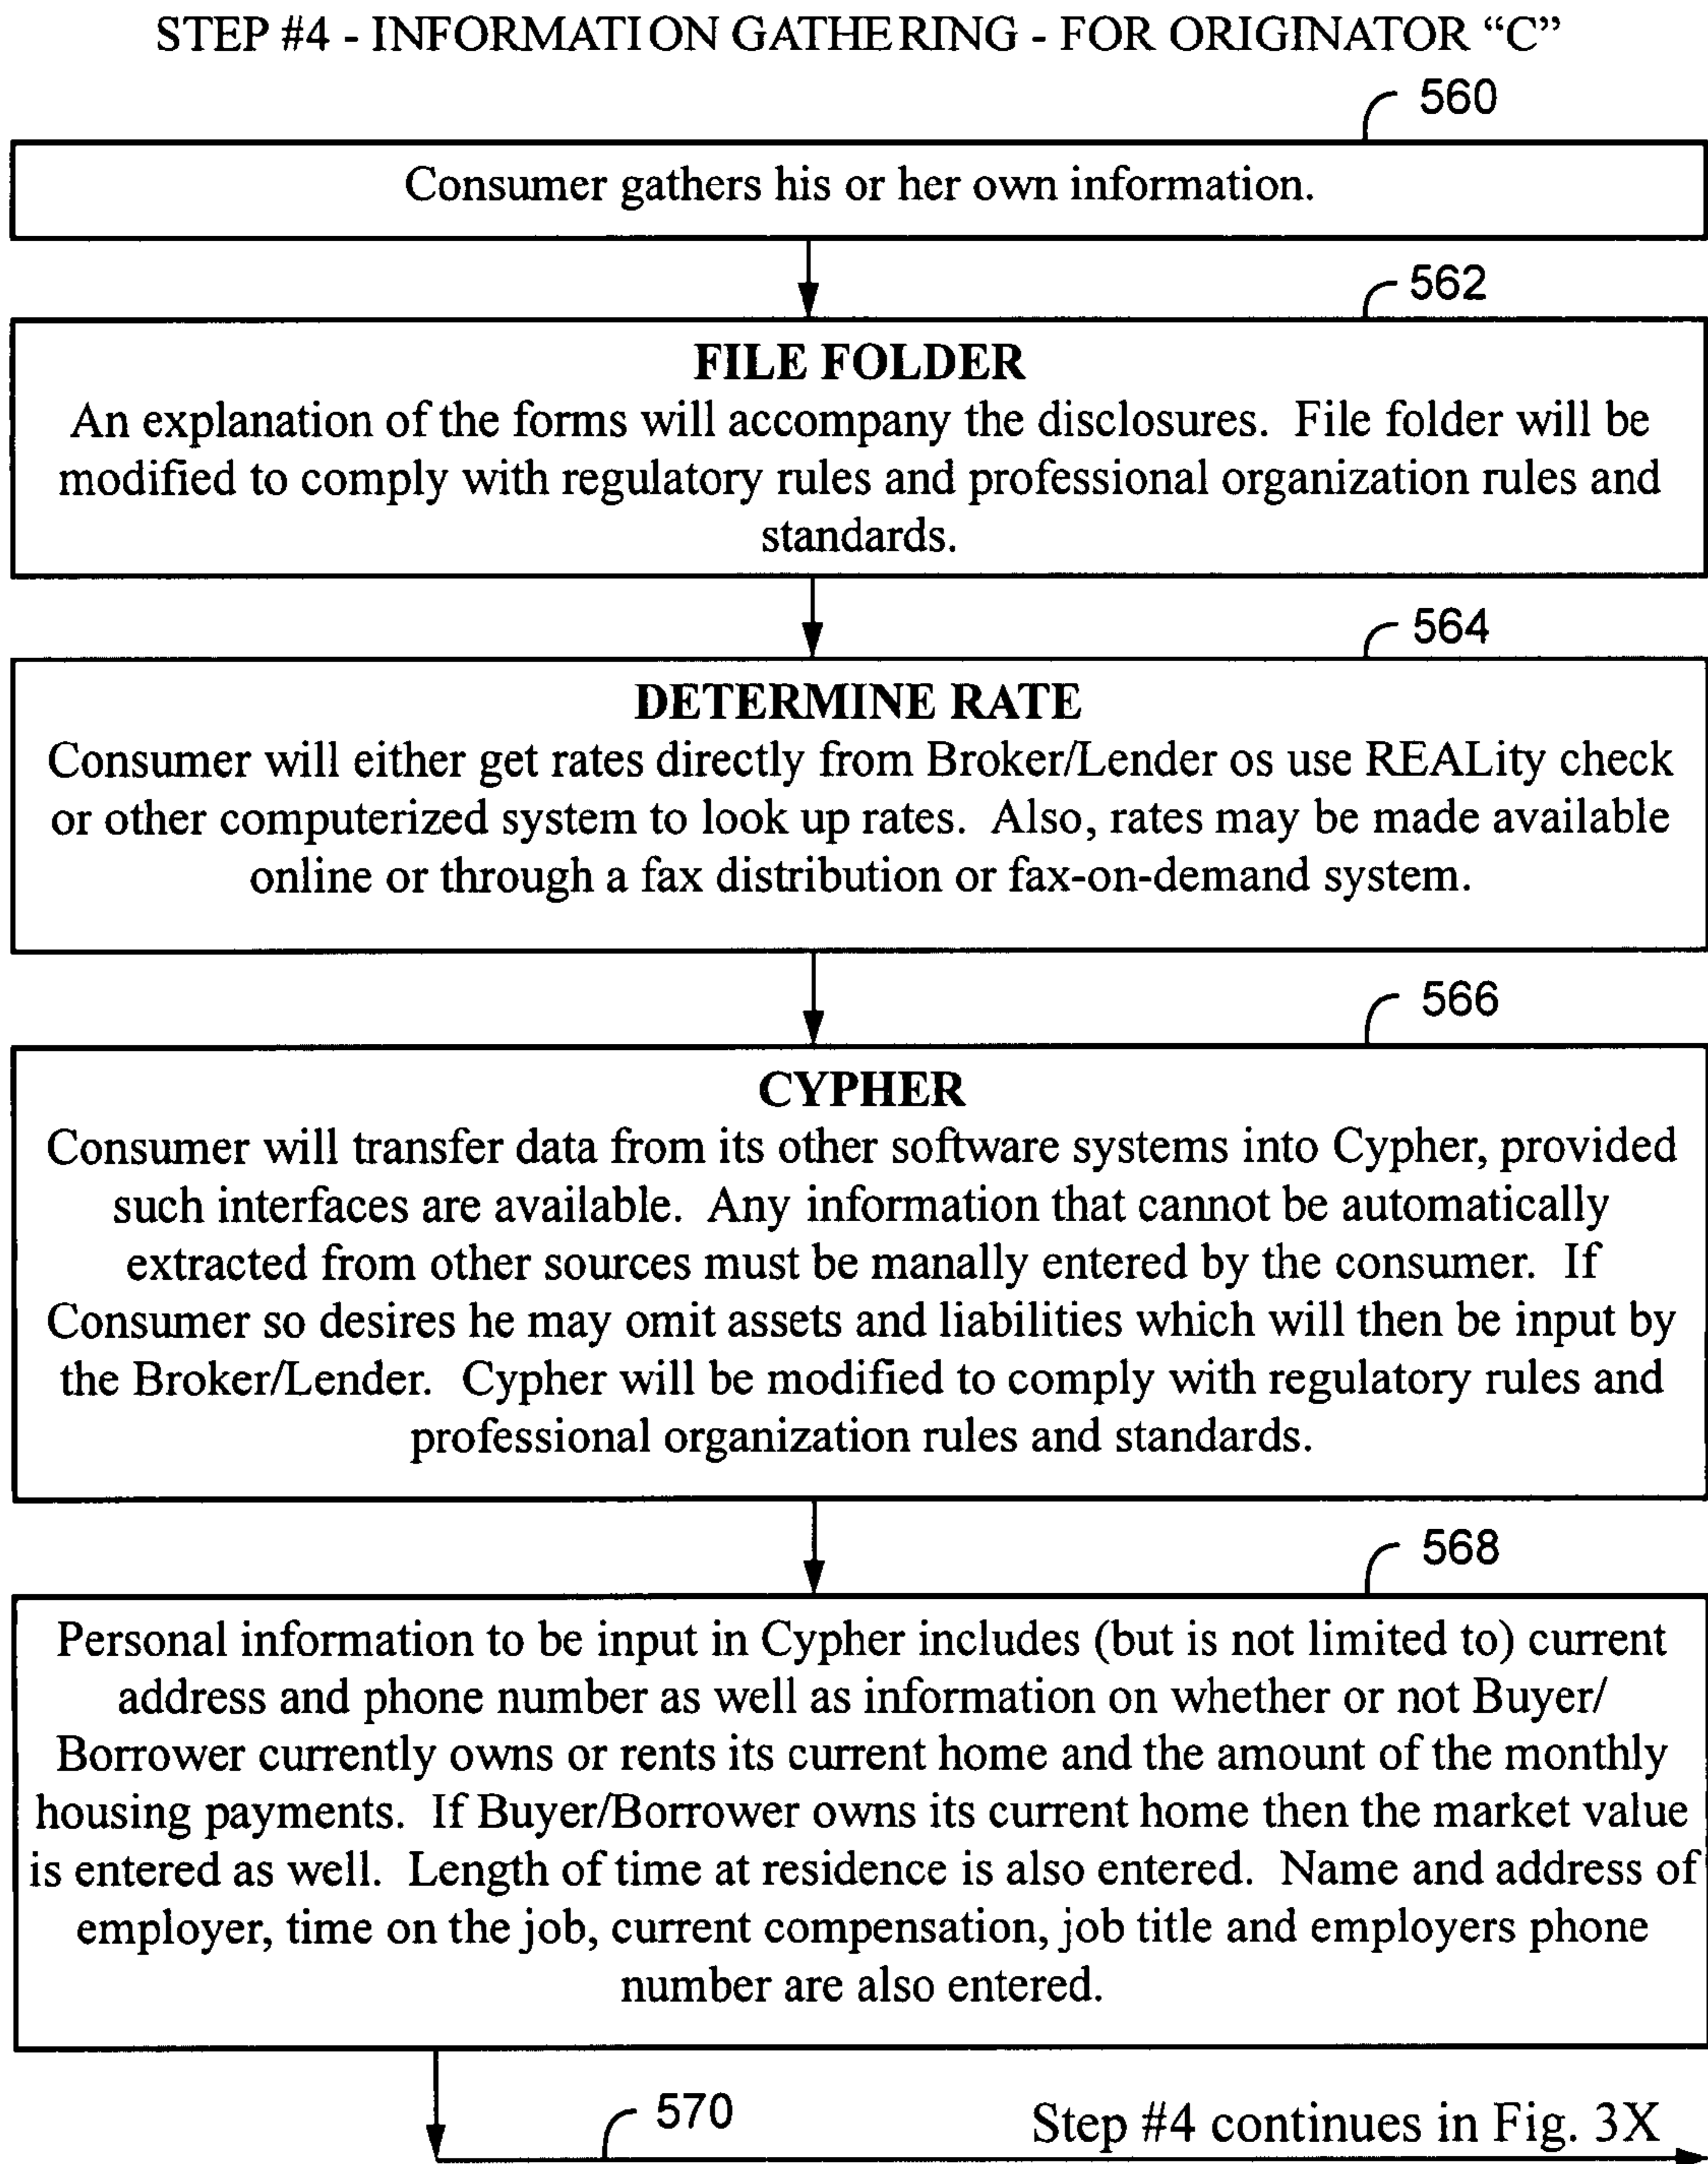 STEP #4 - INFORMATION GATHERING - FOR ORIGINATOR “C”
560
Consumer gathers his or her own information.
562
FILE FOLDER
An explanation of the forms will accompany the disclosures. File folder will be
modified to comply with regulatory rules and professional organization rules and
standards.
564
DETERMINE RATE
Consumer will either get rates directly from Broker/Lender os use REALity check
or other computerized system to look up rates. Also, rates may be made available
online or through a fax distribution or fax-on-demand system.
566
CYPHER
Consumer will transfer data from its other software systems into Cypher, provided
such interfaces are available. Any information that cannot be automatically
extracted from other sources must be manally entered by the consumer. If
Consumer so desires he may omit assets and liabilities which will then be input by
the Broker/Lender. Cypher will be modified to comply with regulatory rules and
professional organization rules and standards.
568
Personal information to be input in Cypher includes (but is not limited to) current
address and phone number as well as information on whether or not Buyer/
Borrower currently owns or rents its current home and the amount of the monthly
housing payments. If Buyer/Borrower owns its current home then the market value
is entered as well. Length of time at residence is also entered. Name and address of
employer, time on the job, current compensation, job title and employers phone
number are also entered.
570
Step #4 continues in Fig. 3X